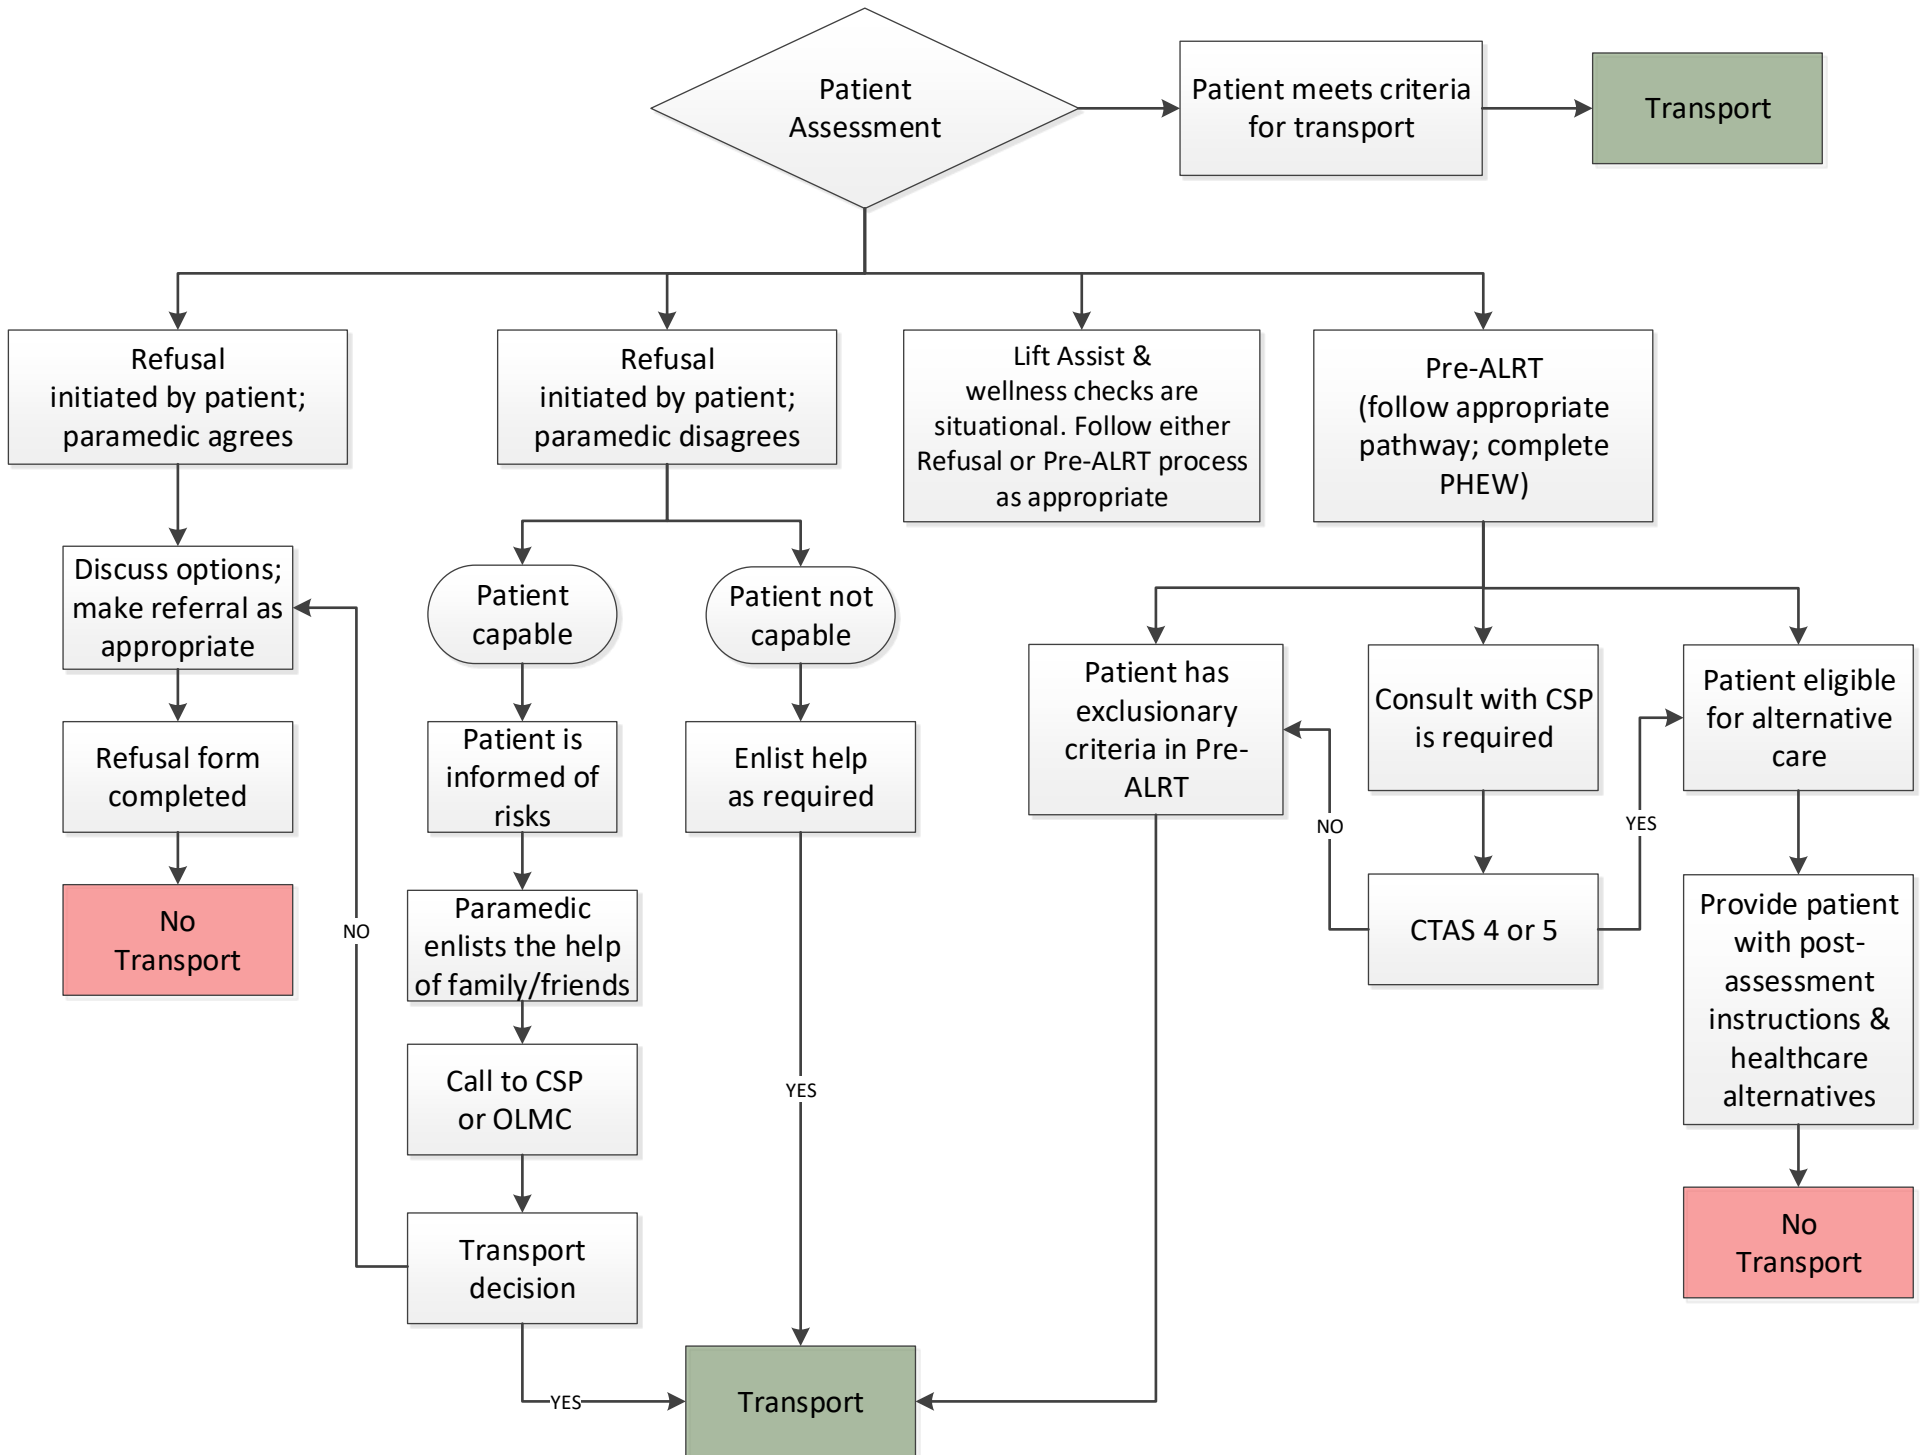 Patient
Assessment
Patient meets criteria
for transport
Transport
Refusal
initiated by patient;
paramedic agrees
Refusal
initiated by patient;
paramedic disagrees
Lift Assist &
wellness checks are
situational. Follow either
Refusal or Pre-ALRT process
as appropriate
Pre-ALRT
(follow appropriate
pathway; complete
PHEW)
Discuss options;
make referral as
appropriate
Patient
capable
Patient not
capable
Patient has
exclusionary
criteria in Pre-
ALRT
Consult with CSP
is required
Patient eligible
for alternative
care
Refusal form
completed
Patient is
informed of
risks
Enlist help
as required
NO
YES
No
Transport
NO
Paramedic
enlists the help
of family/friends
CTAS 4 or 5
Provide patient
with post-
assessment
instructions &
healthcare
alternatives
Call to CSP
or OLMC
YES
Transport
decision
No
Transport
YES
Transport